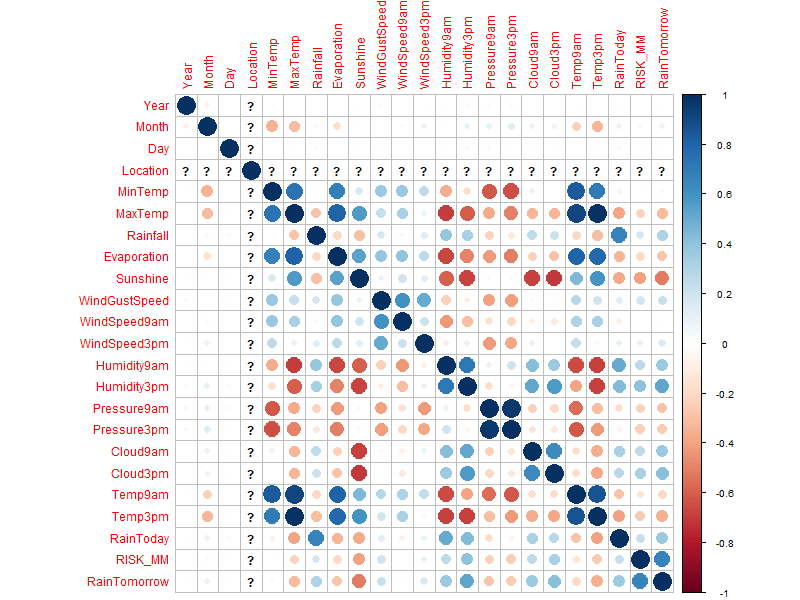 Year
Month
Day
Location
MinTemp
MaxTemp
Rainfall
Evaporation
Sunshine
WindGustSpeed
WindSpeed9am
WindSpeed3pm
Humidity9am
Humidity3pm
Pressure9am
Pressure3pm
Cloud9am
Cloud3pm
Temp9am
Temp3pm
RainToday
RISK_MM
RainTomorrow
Year ?
Month ?
Day ?
Location ? ? ? ? ? ? ? ? ? ? ? ? ? ? ? ? ? ? ? ? ? ?
MinTemp ?
MaxTemp ?
Rainfall ?
Evaporation ?
Sunshine ?
WindGustSpeed ?
WindSpeed9am ?
WindSpeed3pm ?
Humidity9am ?
Humidity3pm ?
Pressure9am ?
Pressure3pm ?
Cloud9am ?
Cloud3pm ?
Temp9am ?
Temp3pm ?
RainToday ?
RISK_MM ?
RainTomorrow ?
1
0.8
0.6
0.4
0.2
0
-0.2
-0.4
-0.6
-0.8
-1